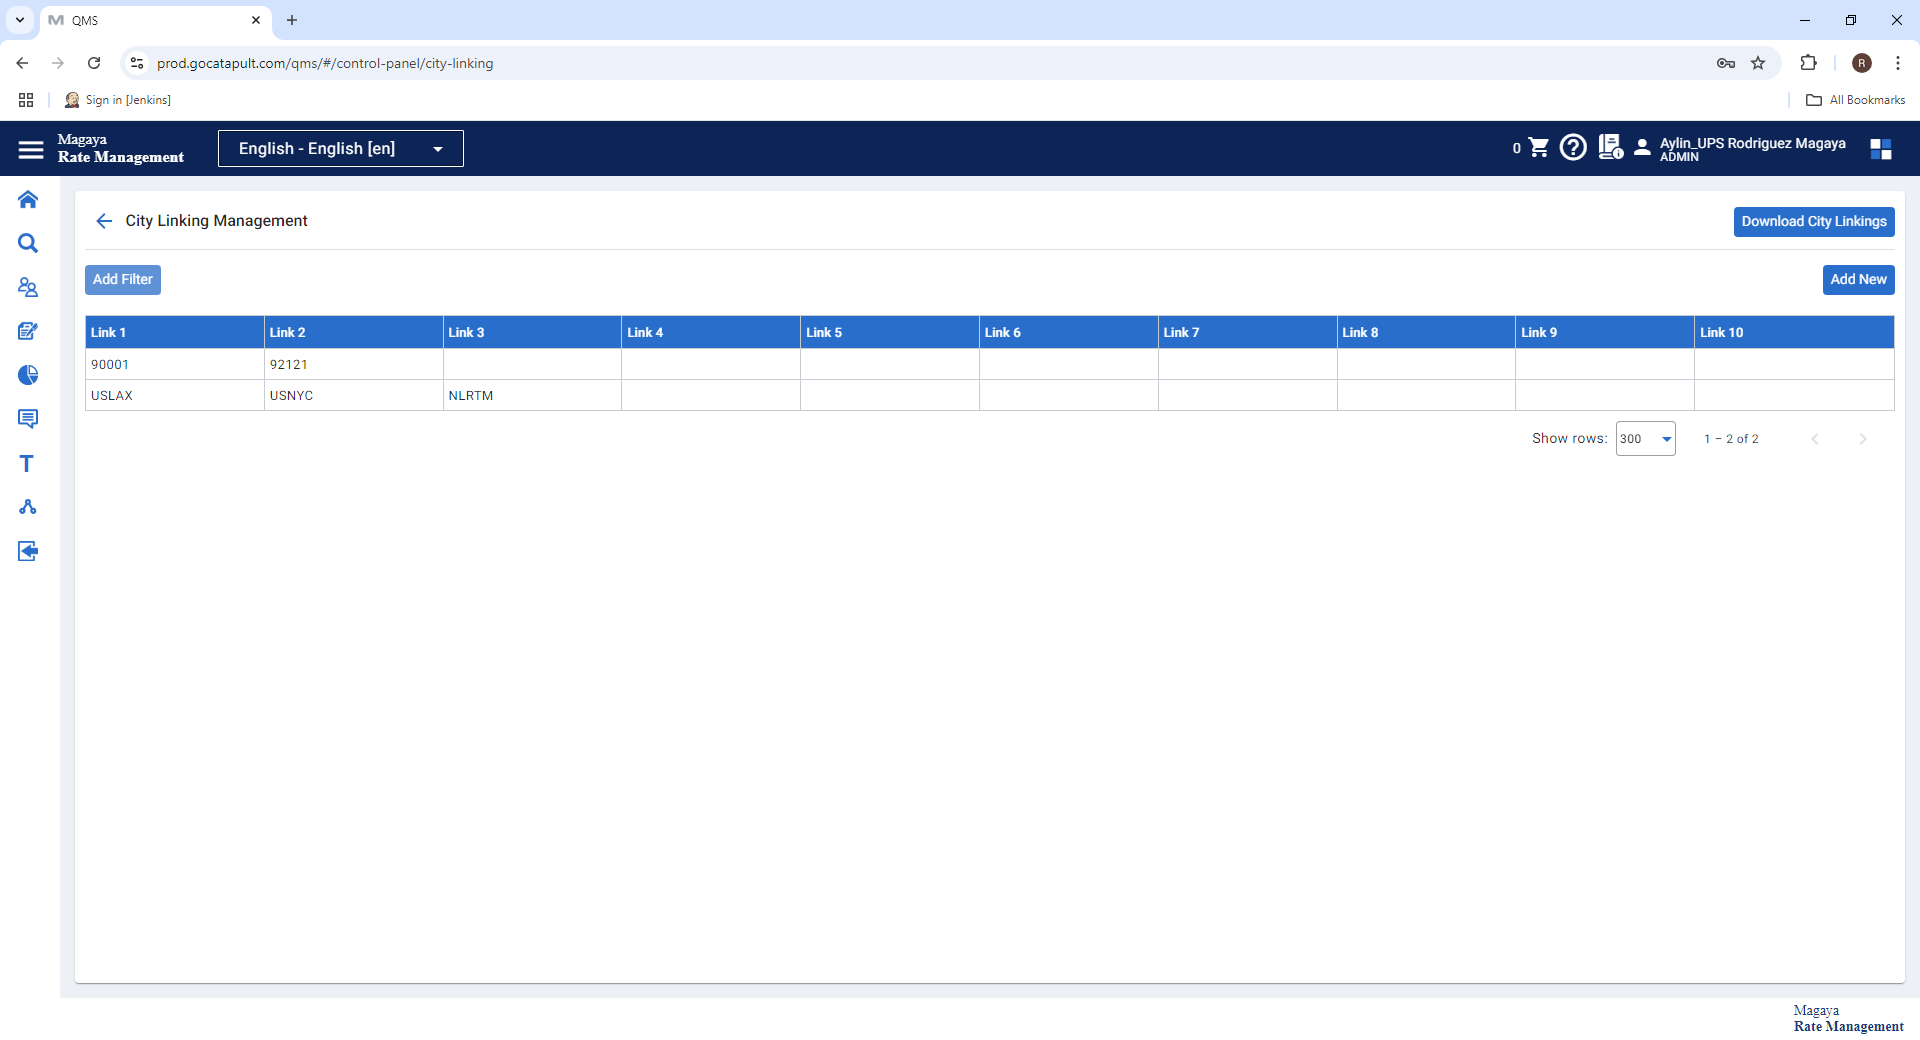 QMS
prod.gocatapult.com/qms/#/control-panel/city-linking
R
Sign in [Jenkins]
All Bookmarks
Magaya
Rate Management
English - English [en]
0
Aylin_UPS Rodriguez Magaya
ADMIN
City Linking Management
Download City Linkings
Add Filter
Add New
Link 1 Link 2 Link 3 Link 4 Link 5 Link 6 Link 7 Link 8 Link 9 Link 10
90001 92121
USLAX USNYC NLRTM
Show rows: 300 1 – 2 of 2
T
Magaya
Rate Management